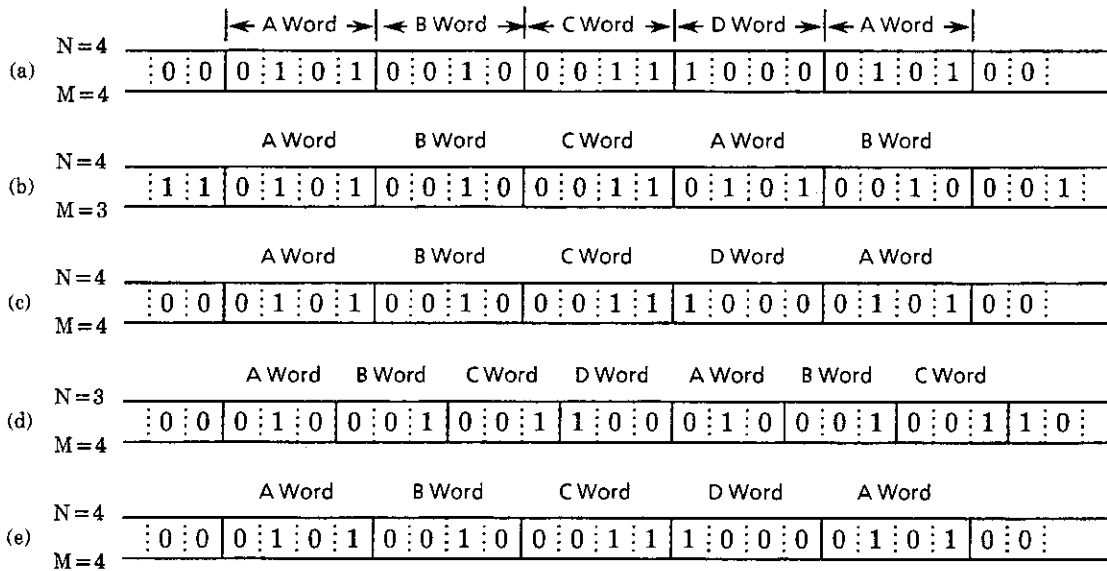 A Word B Word C Word D Word A Word
N=4
(a) 0 0 0 1 0 1 0 0 1 0 0 0 1 1 1 0 0 0 0 1 0 1 0 0
M=4
A Word B Word C Word A Word B Word
N=4
(b) 1 1 0 1 0 1 0 0 1 0 0 0 1 1 0 1 0 1 0 0 1 0 0 0 1
M=3
A Word B Word C Word D Word A Word
N=4
(c) 0 0 0 1 0 1 0 0 1 0 0 0 1 1 1 0 0 0 0 1 0 1 0 0
M=4
A Word B Word C Word D Word A Word B Word C Word
N=3
(d) 0 0 0 1 0 0 0 1 0 0 1 1 0 0 0 1 0 0 0 1 0 0 1 1 0
M=4
A Word B Word C Word D Word A Word
N=4
(e) 0 0 0 1 0 1 0 0 1 0 0 0 1 1 1 0 0 0 0 1 0 1 0 0
M=4